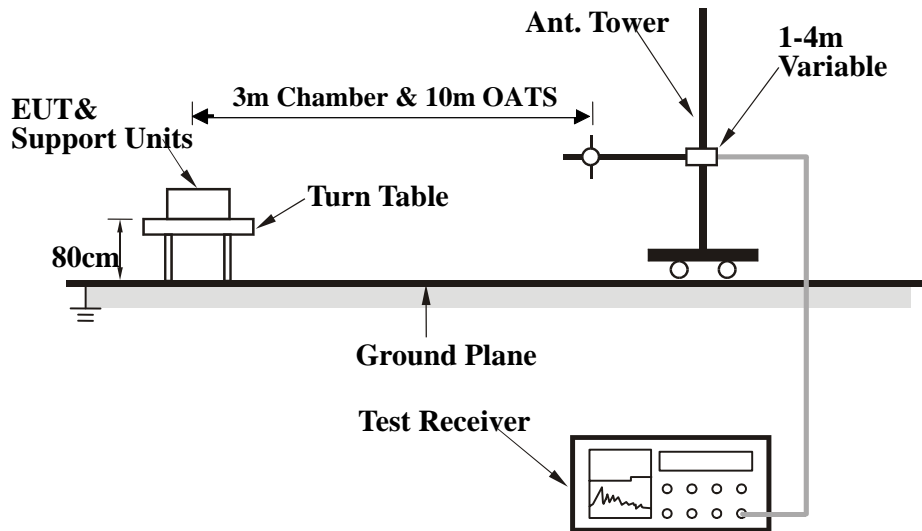 Ant. Tower
1-4m
Variable
3m Chamber & 10m OATS
EUT&
Support Units
Turn Table
80cm
Ground Plane
Test Receiver